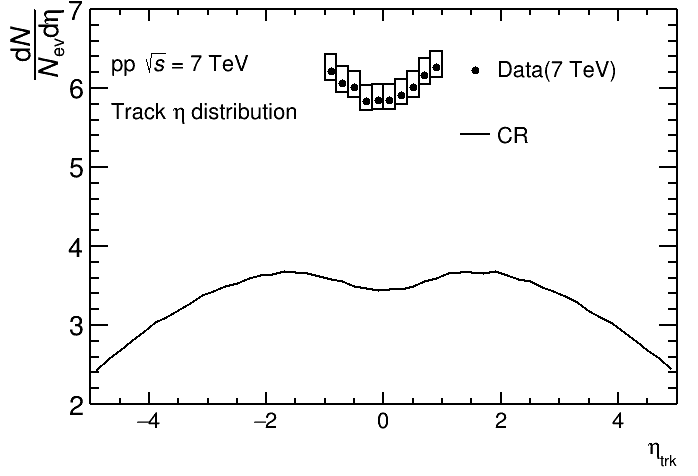 dN
N_ev dη
7
6
5
4
3
2
pp √s = 7 TeV
Track η distribution
Data(7 TeV)
CR
−4 −2 0 2 4
η_trk